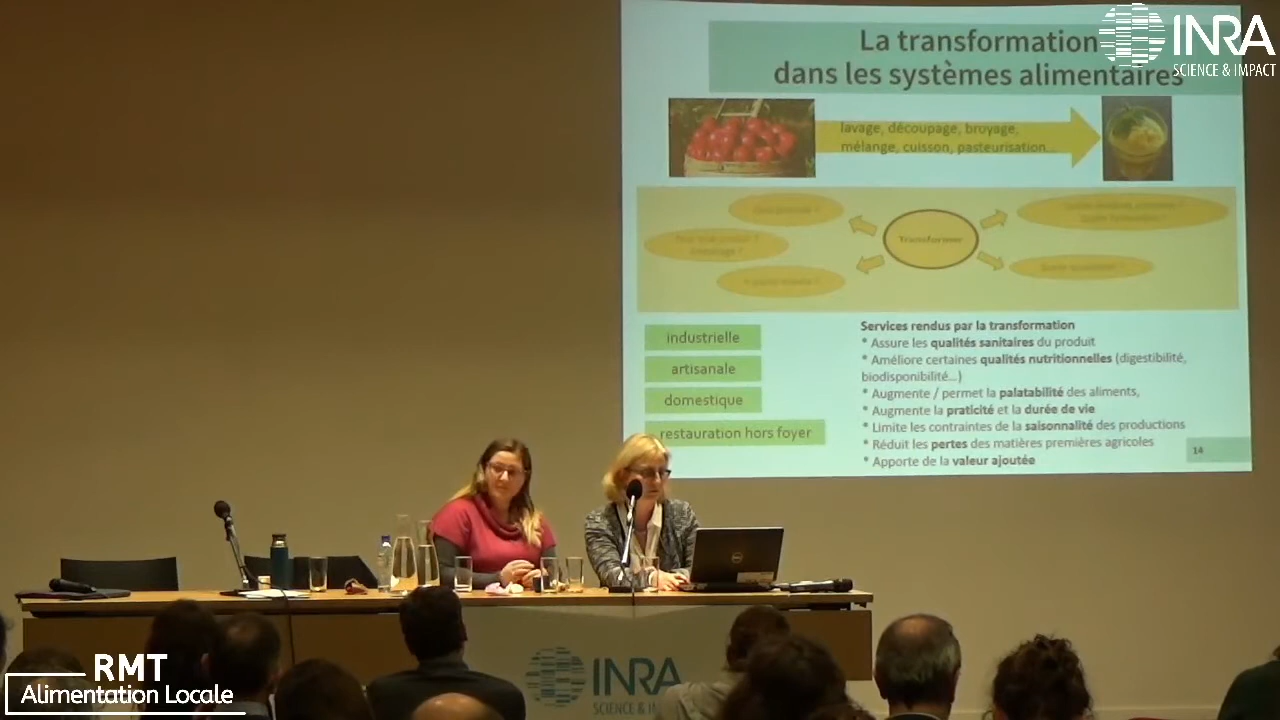 La transformation
dans les systèmes alimentaires
INRA
SCIENCE & IMPACT
lavage, découpage, broyage,
mélange, cuisson, pasteurisation...
Transformer
industrielle
artisanale
domestique
restauration hors foyer
Services rendus par la transformation
* Assure les qualités sanitaires du produit
* Améliore certaines qualités nutritionnelles (digestibilité,
biodisponibilité...)
* Augmente / permet la palatabilité des aliments,
* Augmente la praticité et la durée de vie
* Limite les contraintes de la saisonnalité des productions
* Réduit les pertes des matières premières agricoles
* Apporte de la valeur ajoutée
14
DELL
INRA
SCIENCE &
RMT
Alimentation Locale